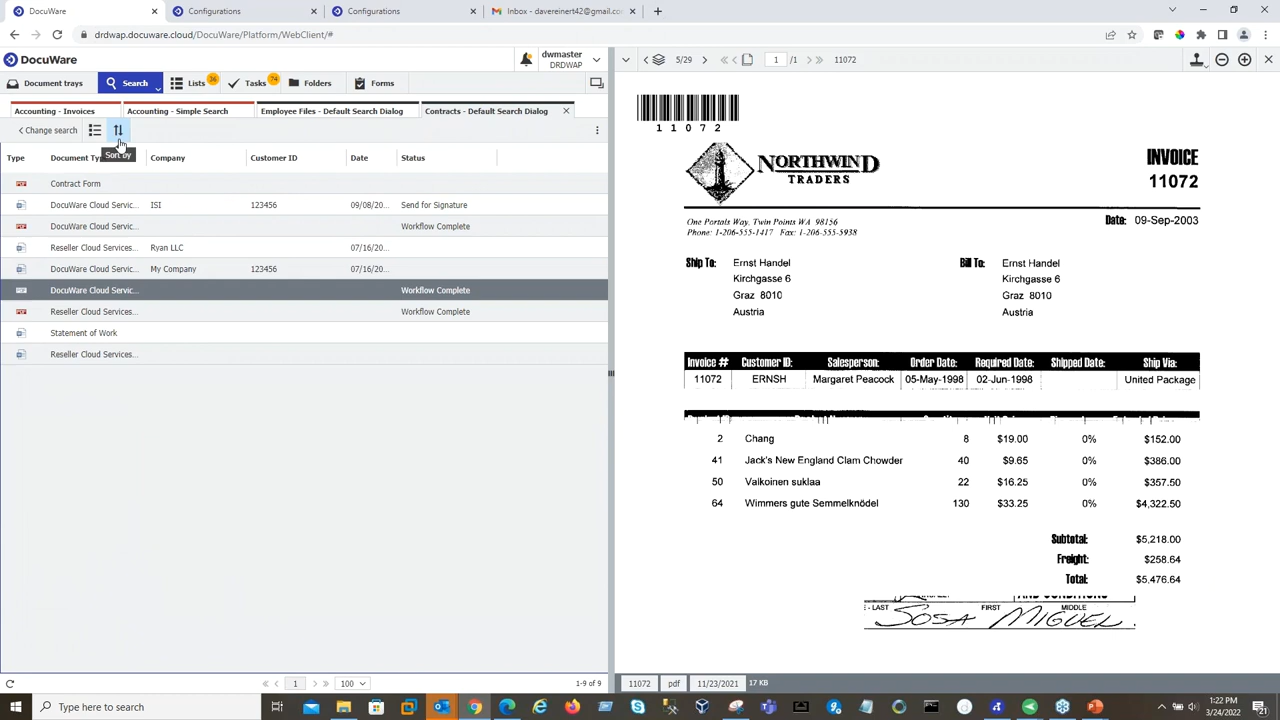 DocuWare
Configurations
Configurations
Inbox - davereinert42@gmail.co
drdwap.docuware.cloud/DocuWare/Platform/WebClient/#
DocuWare
dwmaster
DRDWAP
Document trays
Search
Lists
Tasks
74
Folders
Forms
Accounting - Invoices
Accounting - Simple Search
Employee Files - Default Search Dialog
Contracts - Default Search Dialog
Change search
Sort by
Type
Document Ty
Company
Customer ID
Date
Status
Contract Form
DocuWare Cloud Servic... ISI 123456 09/08/20... Send for Signature
DocuWare Cloud Servic... Workflow Complete
Reseller Cloud Services... Ryan LLC 07/16/20...
DocuWare Cloud Servic... My Company 123456 07/16/20...
DocuWare Cloud Servic... Workflow Complete
Reseller Cloud Services... Workflow Complete
Statement of Work
Reseller Cloud Services...
1
100
1-9 of 9
5/29
1 /1
11072
11072
NORTHWIND
TRADERS
INVOICE
11072
One Portals Way, Twin Points WA 98156
Phone: 1-206-555-1417 Fax: 1-206-555-5938
Date: 09-Sep-2003
Ship To: Ernst Handel
Kirchgasse 6
Graz 8010
Austria
Bill To: Ernst Handel
Kirchgasse 6
Graz 8010
Austria
Invoice # Customer ID: Salesperson: Order Date: Required Date: Shipped Date: Ship Via:
11072 ERNSH Margaret Peacock 05-May-1998 02-Jun-1998 United Package
2 Chang 8 $19.00 0% $152.00
41 Jack's New England Clam Chowder 40 $9.65 0% $386.00
50 Valkoinen suklaa 22 $16.25 0% $357.50
64 Wimmers gute Semmelknödel 130 $33.25 0% $4,322.50
Subtotal: $5,218.00
Freight: $258.64
Total: $5,476.64
AND CONDITIONS
E - LAST FIRST MIDDLE
SOSA MIGUEL
11072
pdf
11/23/2021
17 KB
Type here to search
1:22 PM
3/24/2022